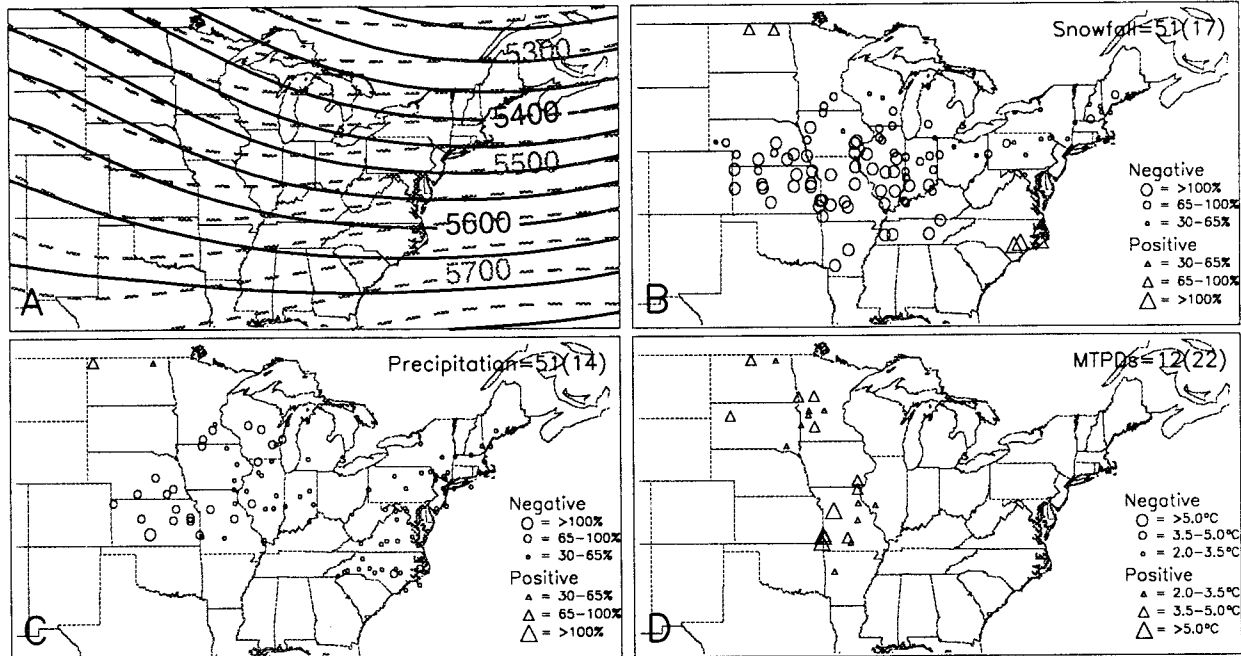 5300
5400
5500
5600
5700
A
Snowfall=51(17)
Negative
○ = >100%
○ = 65-100%
○ = 30-65%
Positive
△ = 30-65%
△ = 65-100%
△ = >100%
B
Precipitation=51(14)
Negative
○ = >100%
○ = 65-100%
○ = 30-65%
Positive
△ = 30-65%
△ = 65-100%
△ = >100%
C
MTPDs=12(22)
Negative
○ = >5.0°C
○ = 3.5-5.0°C
○ = 2.0-3.5°C
Positive
△ = 2.0-3.5°C
△ = 3.5-5.0°C
△ = >5.0°C
D